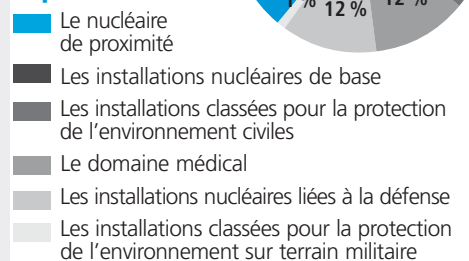 1 % 12 % 12 %
Le nucléaire
de proximité
Les installations nucléaires de base
Les installations classées pour la protection
de l’environnement civiles
Le domaine médical
Les installations nucléaires liées à la défense
Les installations classées pour la protection
de l’environnement sur terrain militaire